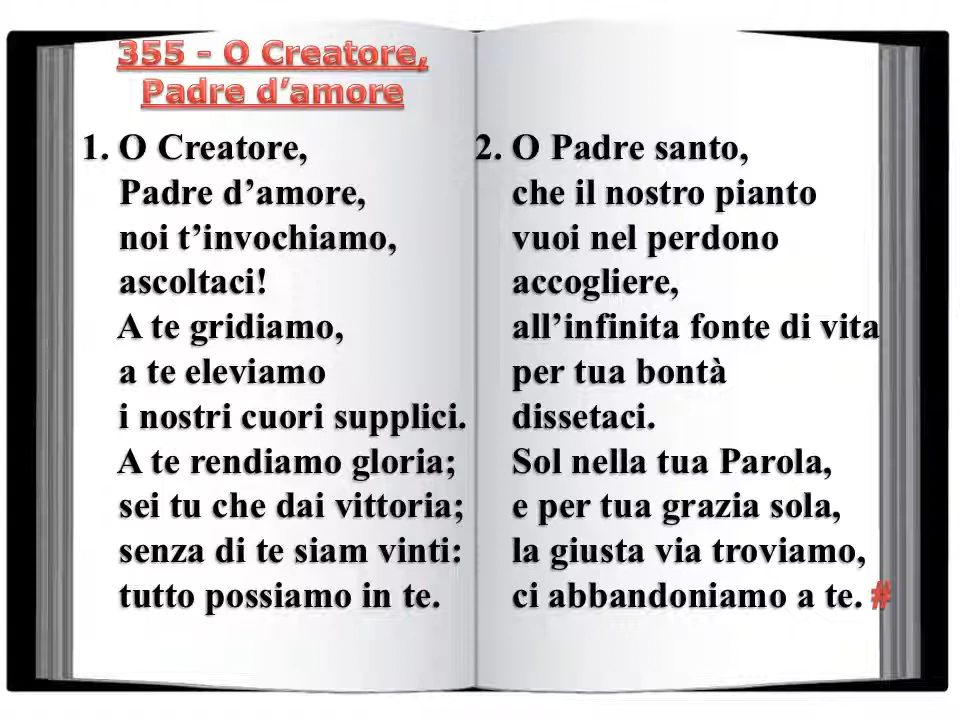 355 - O Creatore,
Padre d’amore
1. O Creatore,
Padre d’amore,
noi t’invochiamo,
ascoltaci!
A te gridiamo,
a te eleviamo
i nostri cuori supplici.
A te rendiamo gloria;
sei tu che dai vittoria;
senza di te siam vinti:
tutto possiamo in te.
2. O Padre santo,
che il nostro pianto
vuoi nel perdono
accogliere,
all’infinita fonte di vita
per tua bontà
dissetaci.
Sol nella tua Parola,
e per tua grazia sola,
la giusta via troviamo,
ci abbandoniamo a te. #